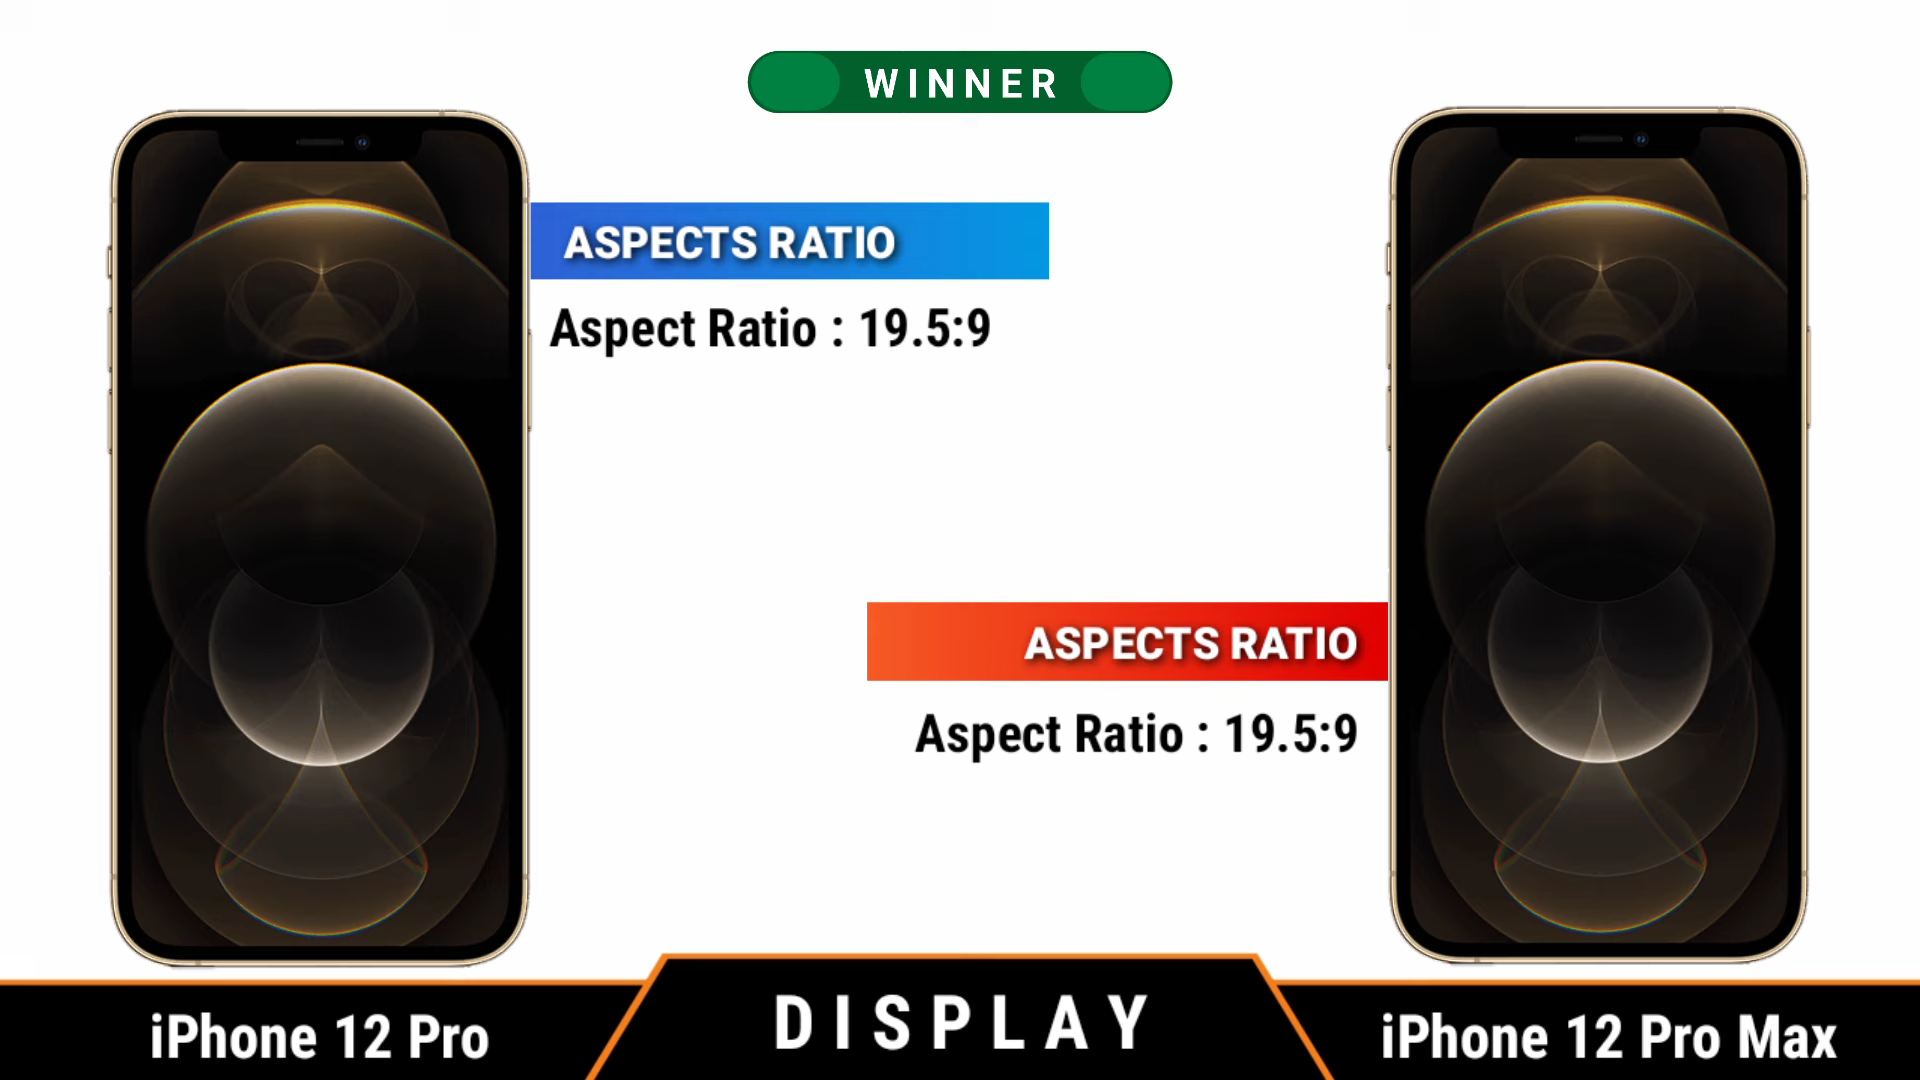 WINNER
ASPECTS RATIO
Aspect Ratio : 19.5:9
ASPECTS RATIO
Aspect Ratio : 19.5:9
iPhone 12 Pro
DISPLAY
iPhone 12 Pro Max